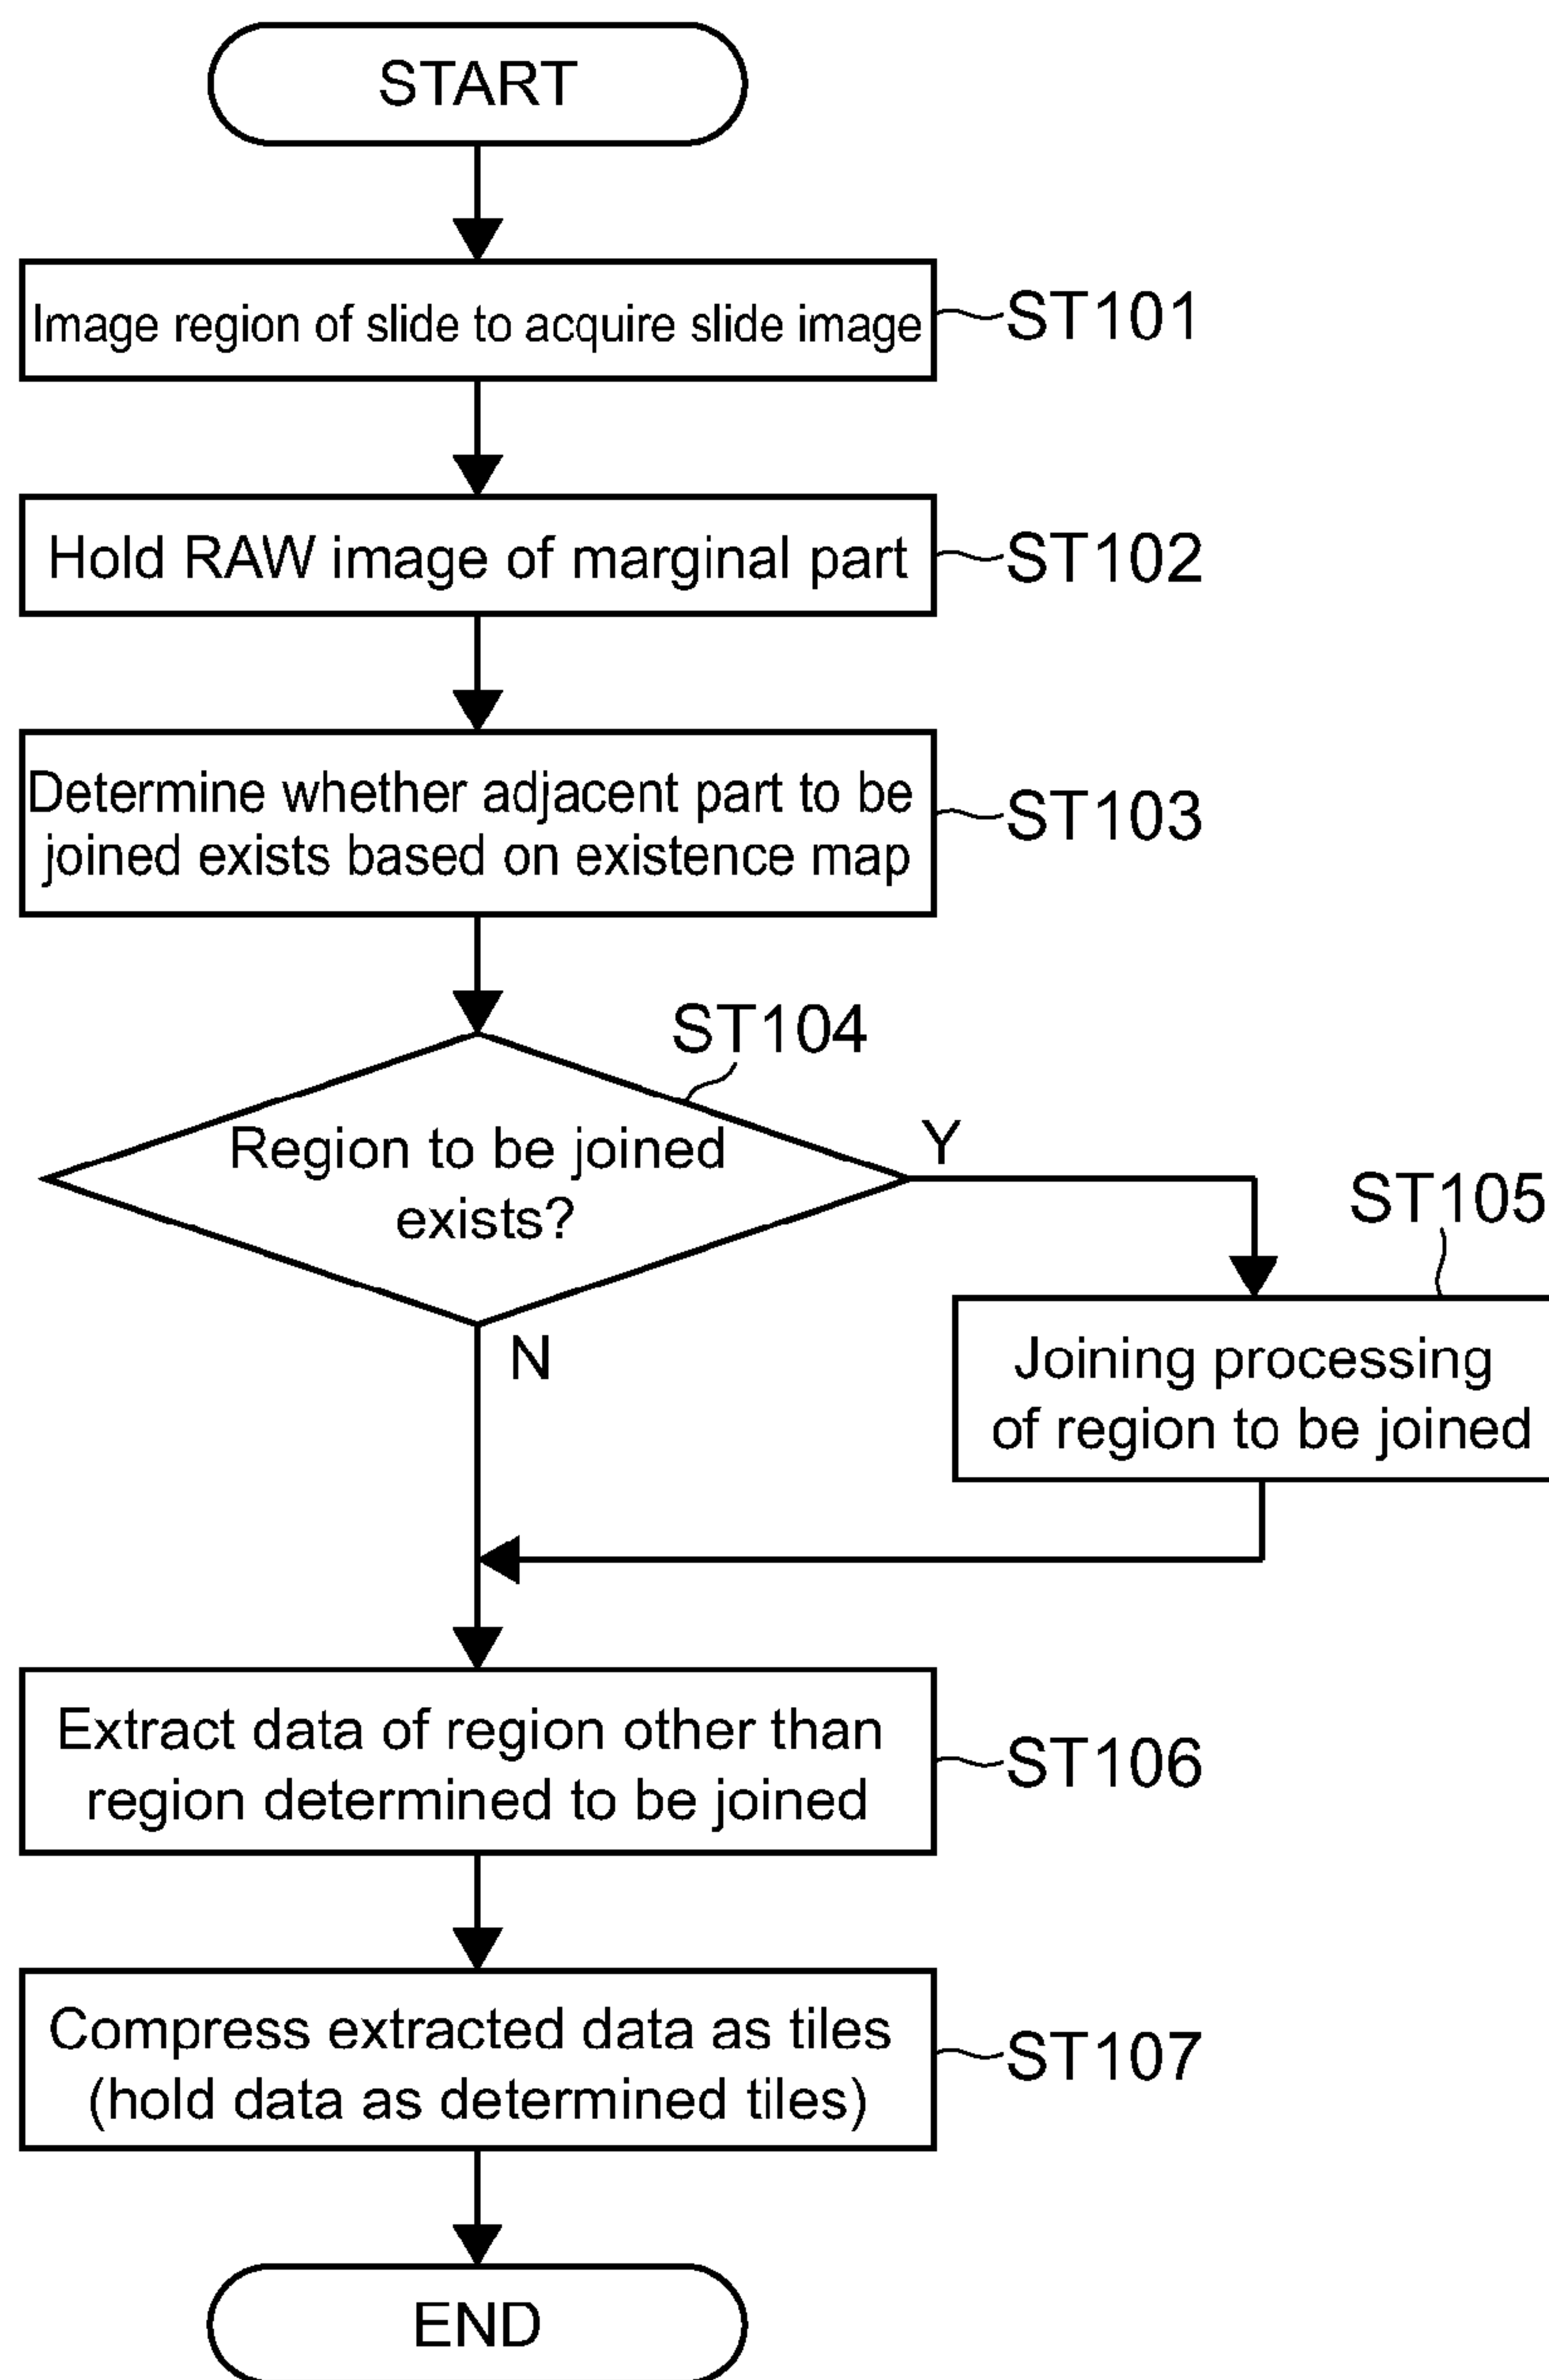 START
Image region of slide to acquire slide image
ST101
Hold RAW image of marginal part
ST102
Determine whether adjacent part to be
joined exists based on existence map
ST103
ST104
Region to be joined
exists?
Y
N
ST105
Joining processing
of region to be joined
Extract data of region other than
region determined to be joined
ST106
Compress extracted data as tiles
(hold data as determined tiles)
ST107
END